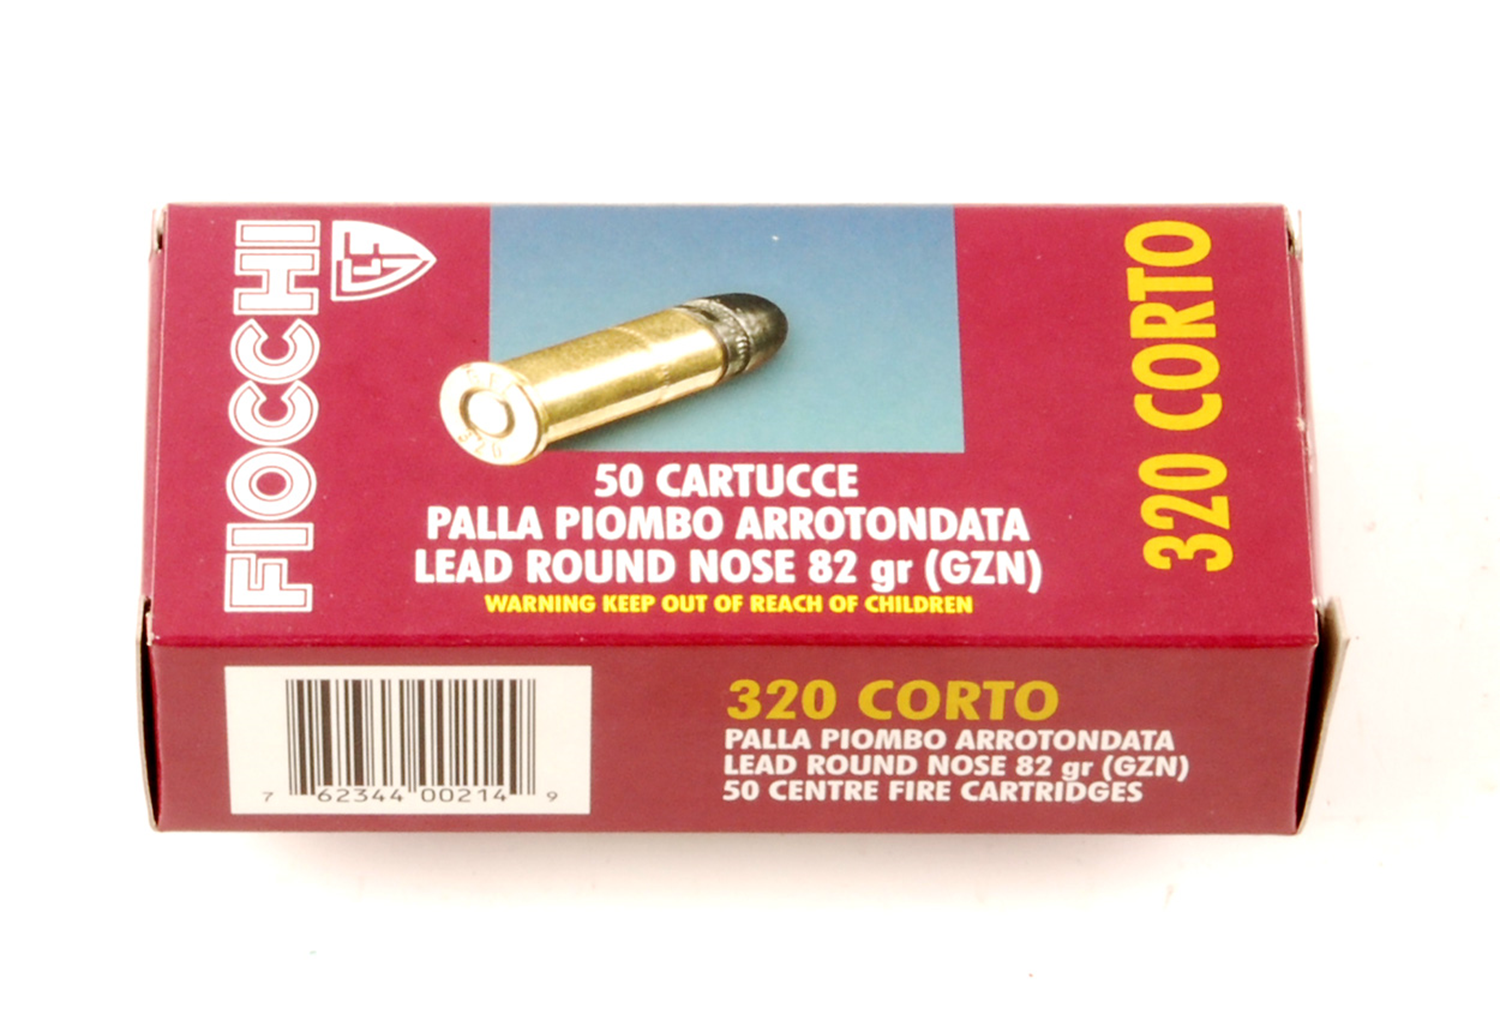 FIOCCHI
GFL
320
50 CARTUCCE
PALLA PIOMBO ARROTONDATA
LEAD ROUND NOSE 82 gr (GZN)
WARNING KEEP OUT OF REACH OF CHILDREN
320 CORTO
7 62344 00214 9
320 CORTO
PALLA PIOMBO ARROTONDATA
LEAD ROUND NOSE 82 gr (GZN)
50 CENTRE FIRE CARTRIDGES